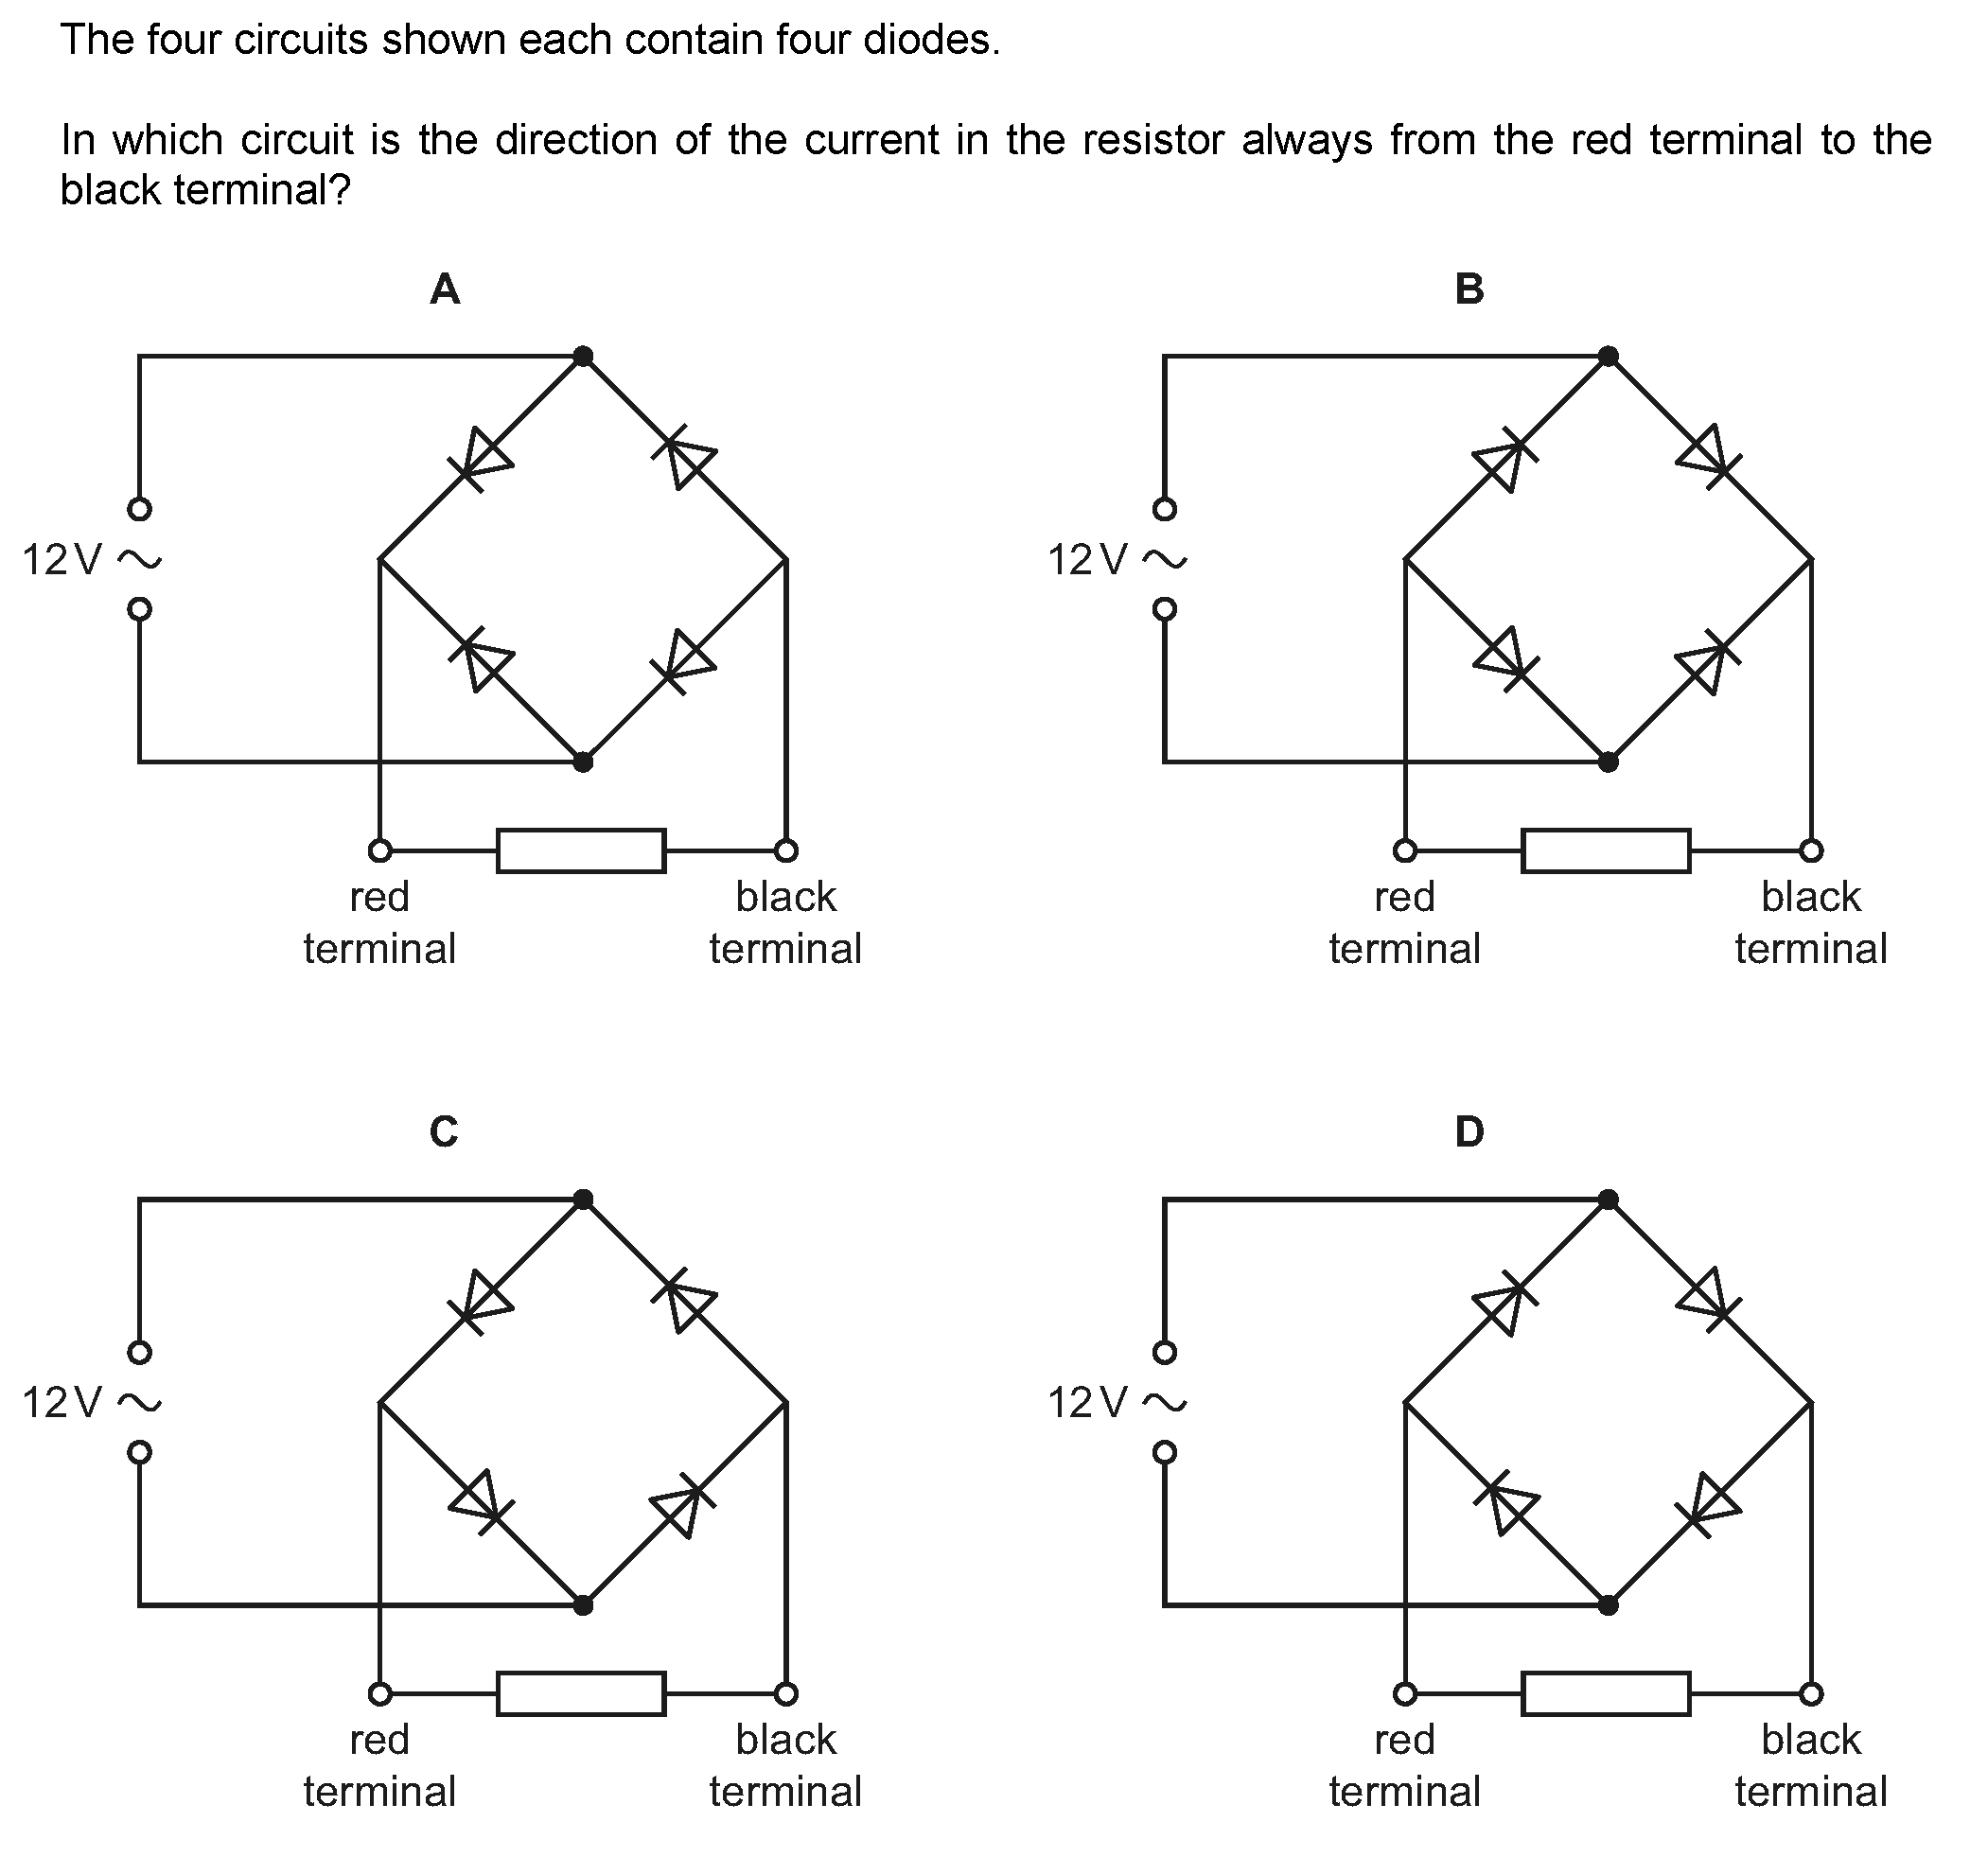 The four circuits shown each contain four diodes.
In which circuit is the direction of the current in the resistor always from the red terminal to the
black terminal?
A
B
12 V
12 V
red
terminal
black
terminal
red
terminal
black
terminal
C
D
12 V
12 V
red
terminal
black
terminal
red
terminal
black
terminal